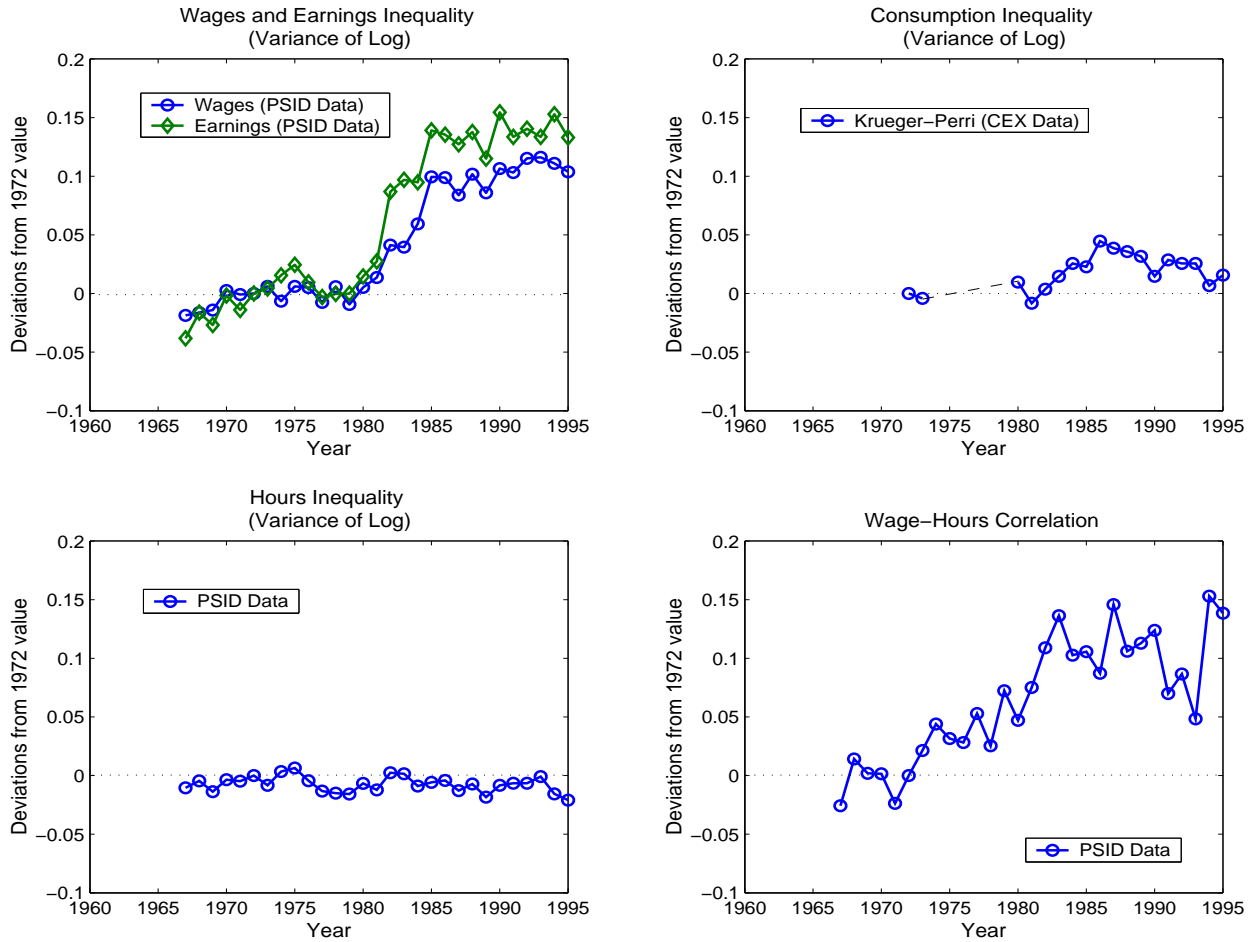 Wages and Earnings Inequality
(Variance of Log)
0.2
0.15
0.1
0.05
0
−0.05
−0.1
Deviations from 1972 value
Wages (PSID Data)
Earnings (PSID Data)
1960 1965 1970 1975 1980 1985 1990 1995
Year
Consumption Inequality
(Variance of Log)
0.2
0.15
0.1
0.05
0
−0.05
−0.1
Deviations from 1972 value
Krueger−Perri (CEX Data)
1960 1965 1970 1975 1980 1985 1990 1995
Year
Hours Inequality
(Variance of Log)
0.2
0.15
0.1
0.05
0
−0.05
−0.1
Deviations from 1972 value
PSID Data
1960 1965 1970 1975 1980 1985 1990 1995
Year
Wage−Hours Correlation
0.2
0.15
0.1
0.05
0
−0.05
−0.1
Deviations from 1972 value
PSID Data
1960 1965 1970 1975 1980 1985 1990 1995
Year